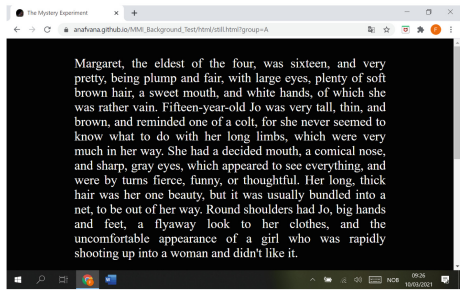 The Mystery Experiment
anafvana.github.io/MMI_Background_Test/html/still.html?group=A
Margaret, the eldest of the four, was sixteen, and very
pretty, being plump and fair, with large eyes, plenty of soft
brown hair, a sweet mouth, and white hands, of which she
was rather vain. Fifteen-year-old Jo was very tall, thin, and
brown, and reminded one of a colt, for she never seemed to
know what to do with her long limbs, which were very
much in her way. She had a decided mouth, a comical nose,
and sharp, gray eyes, which appeared to see everything, and
were by turns fierce, funny, or thoughtful. Her long, thick
hair was her one beauty, but it was usually bundled into a
net, to be out of her way. Round shoulders had Jo, big hands
and feet, a flyaway look to her clothes, and the
uncomfortable appearance of a girl who was rapidly
shooting up into a woman and didn't like it.
NOB
09:26
10/03/2021